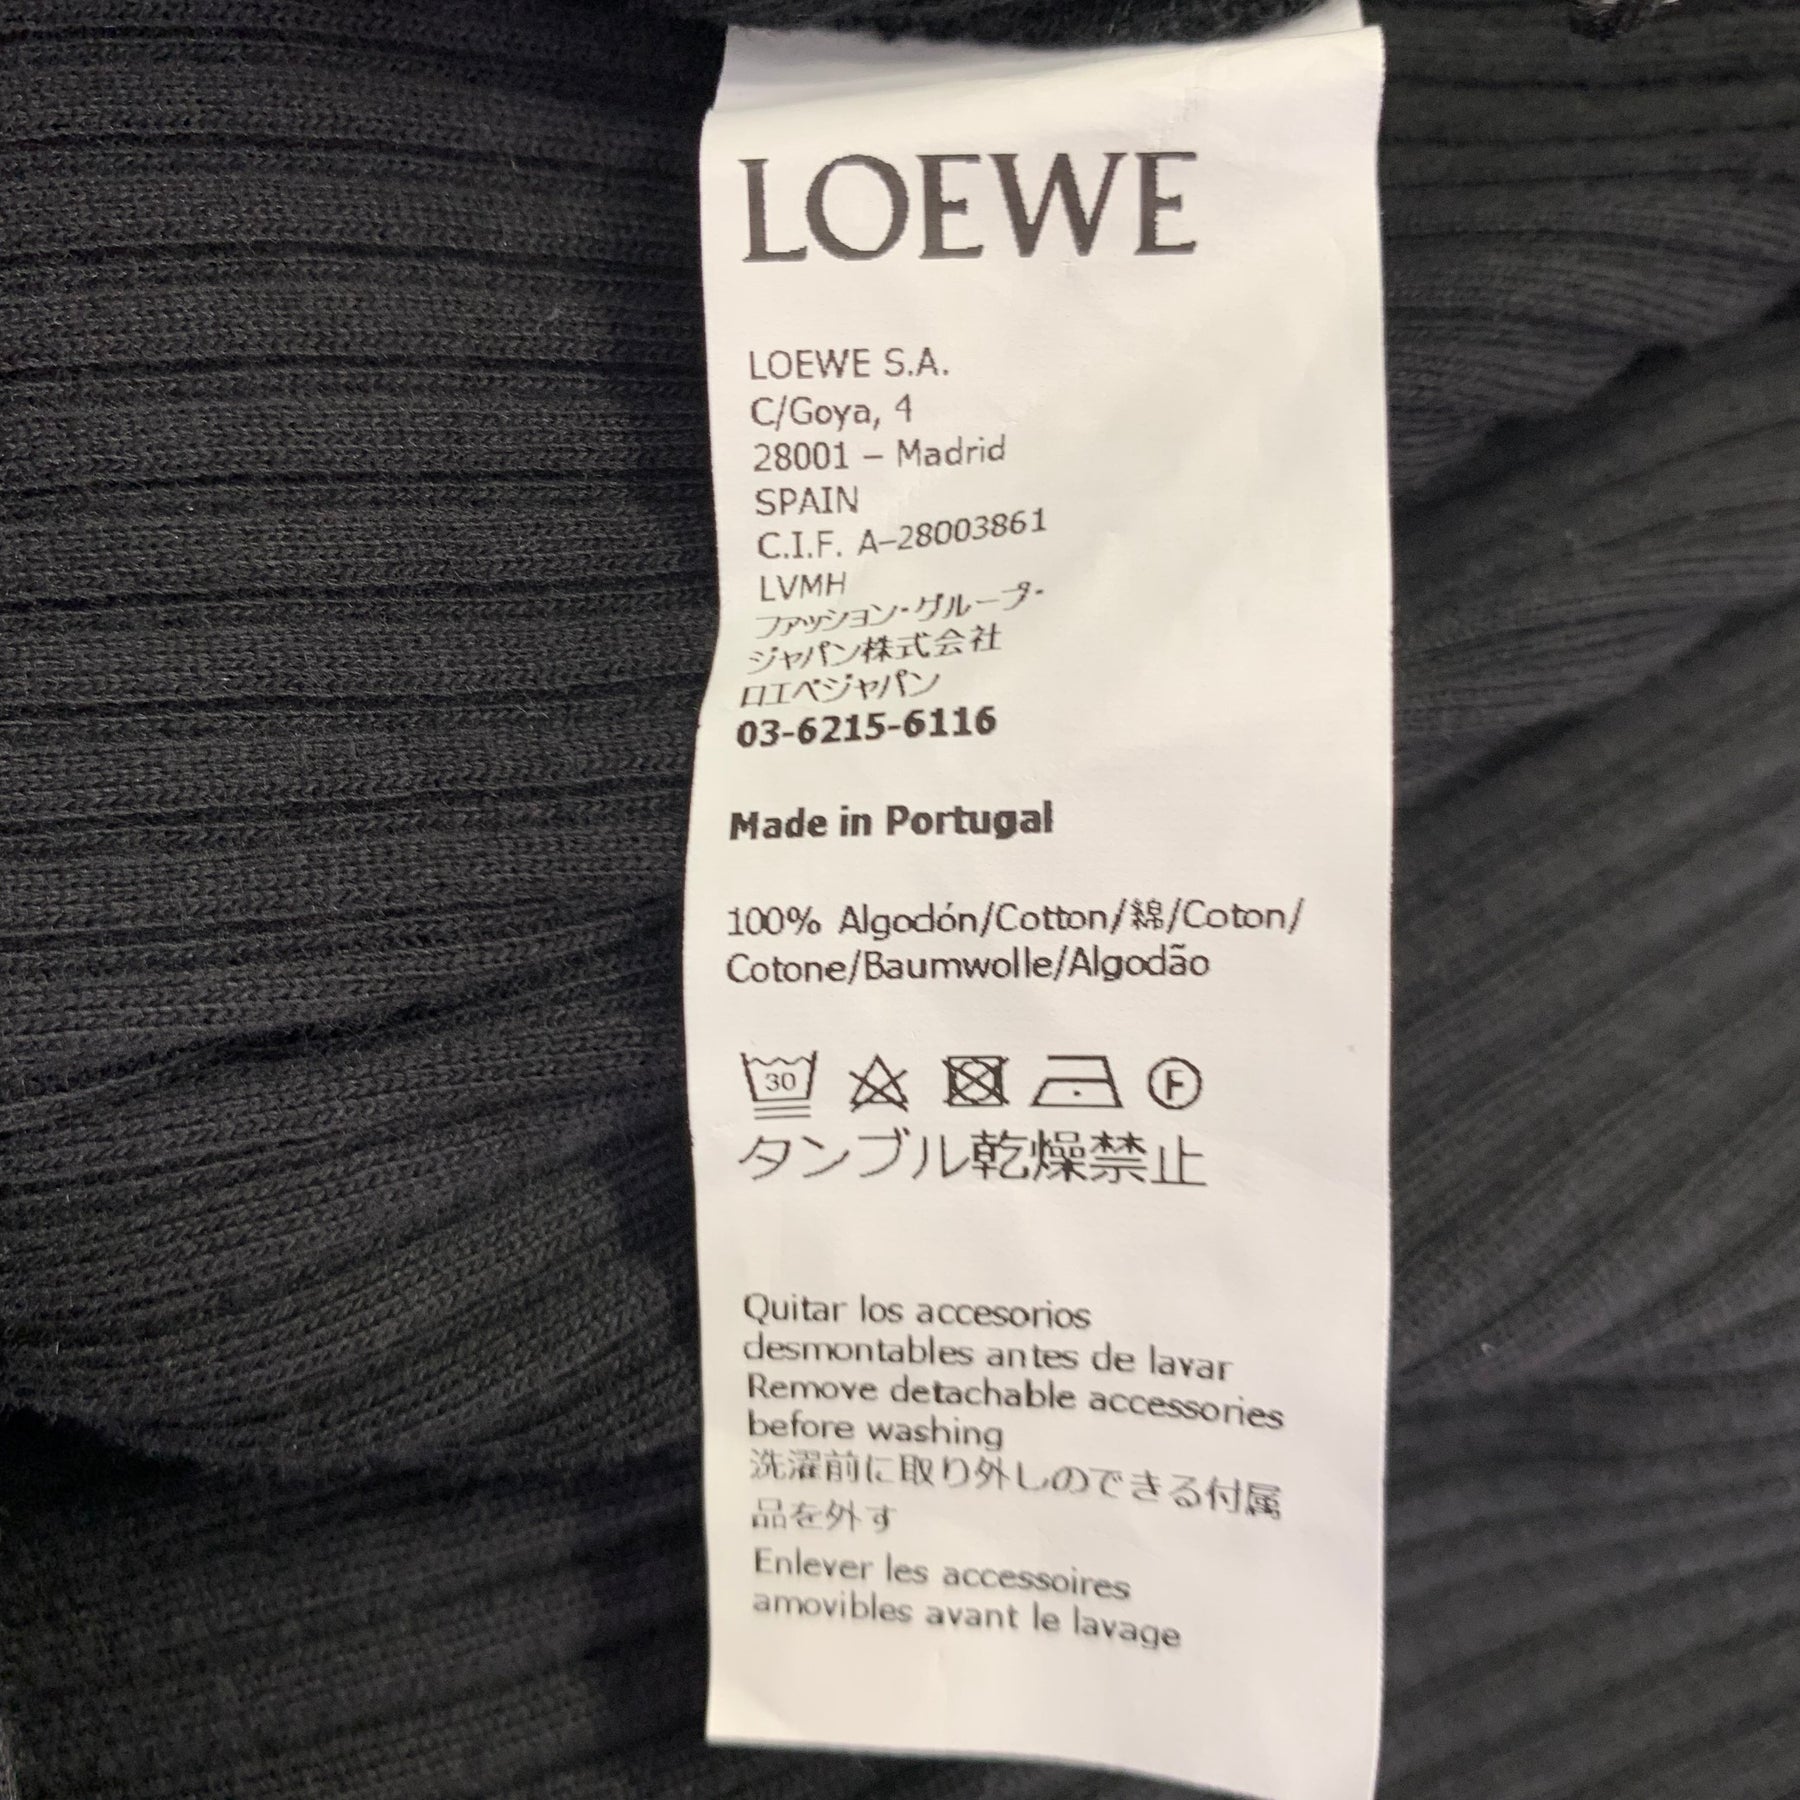 LOEWE
LOEWE S.A.
C/Goya, 4
28001 – Madrid
SPAIN
C.I.F. A–28003861
LVMH
ファッション・グループ・
ジャパン株式会社
ロエベジャパン
03-6215-6116
Made in Portugal
100% Algodón/Cotton/綿/Coton/
Cotone/Baumwolle/Algodão
30 F
タンブル乾燥禁止
Quitar los accesorios
desmontables antes de lavar
Remove detachable accessories
before washing
洗濯前に取り外しのできる付属
品を外す
Enlever les accessoires
amovibles avant le lavage